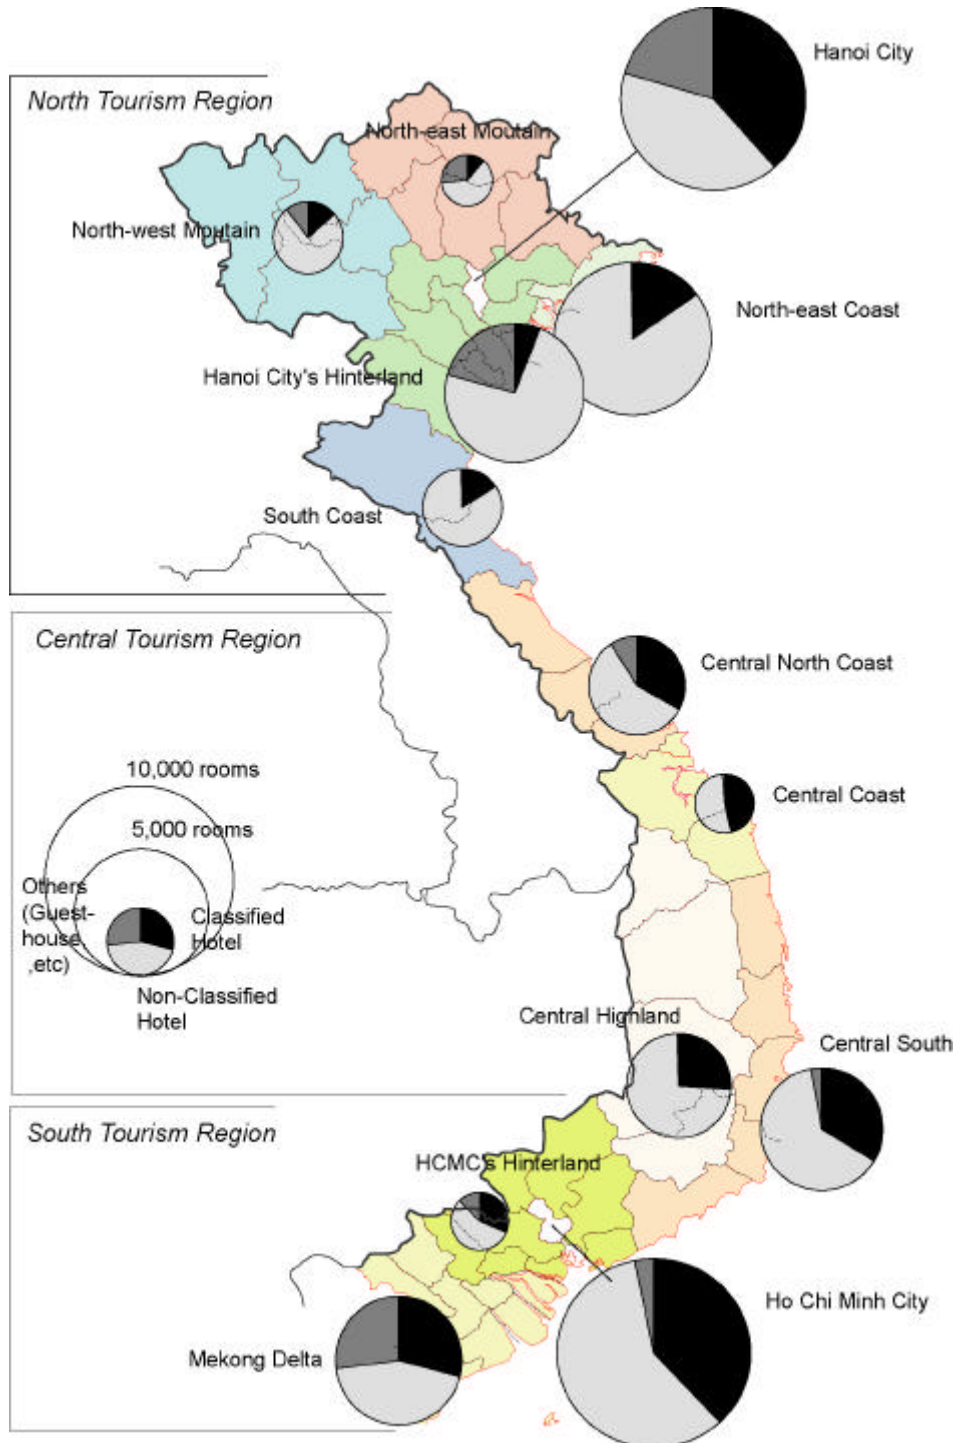 Hanoi City
North Tourism Region
North-east Moutain
North-west Moutain
North-east Coast
Hanoi City's Hinterland
South Coast
Central Tourism Region
Central North Coast
10,000 rooms
Central Coast
5,000 rooms
Others
(Guest-
house
,etc)
Classified
Hotel
Non-Classified
Hotel
Central Highland
Central South
South Tourism Region
HCMC's Hinterland
Ho Chi Minh City
Mekong Delta